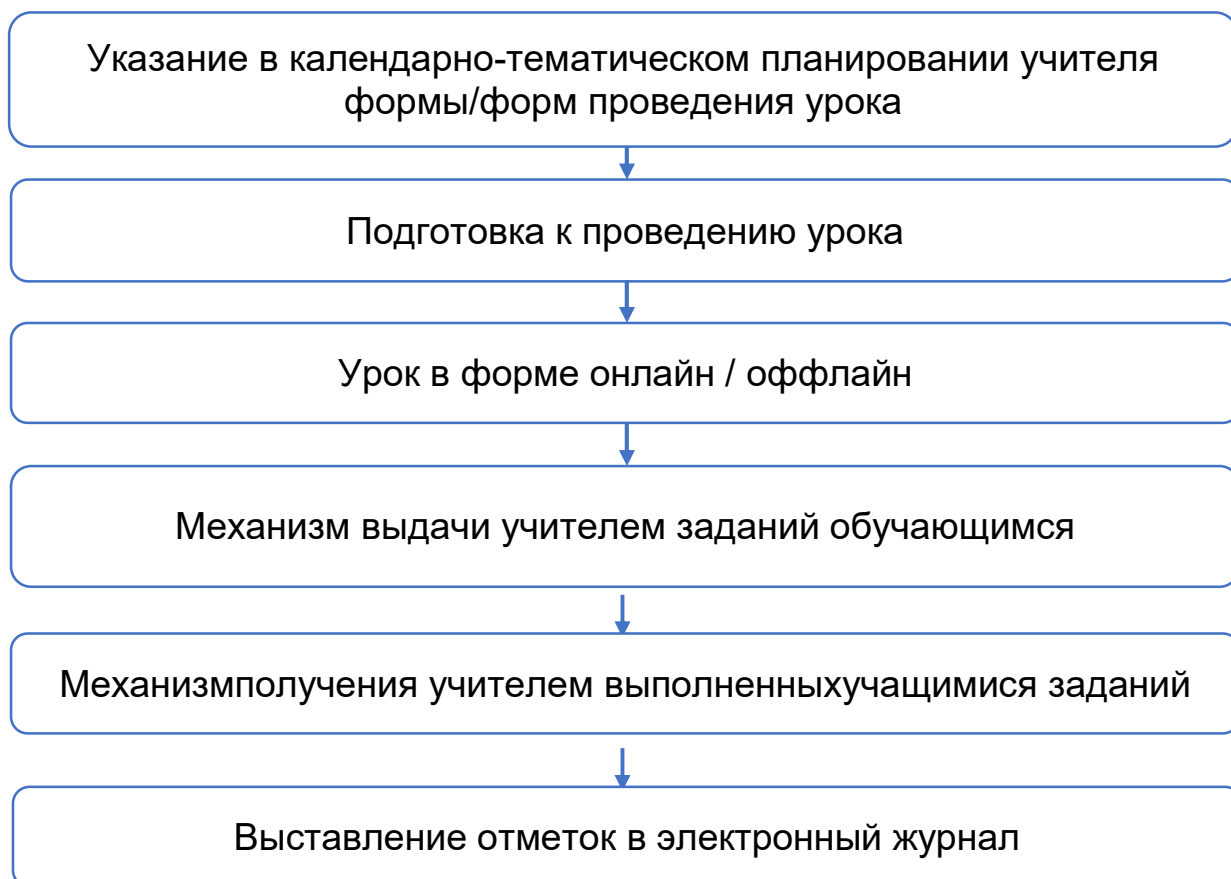 Указание в календарно-тематическом планировании учителя
формы/форм проведения урока
Подготовка к проведению урока
Урок в форме онлайн / оффлайн
Механизм выдачи учителем заданий обучающимся
Механизмполучения учителем выполненныхучащимися заданий
Выставление отметок в электронный журнал